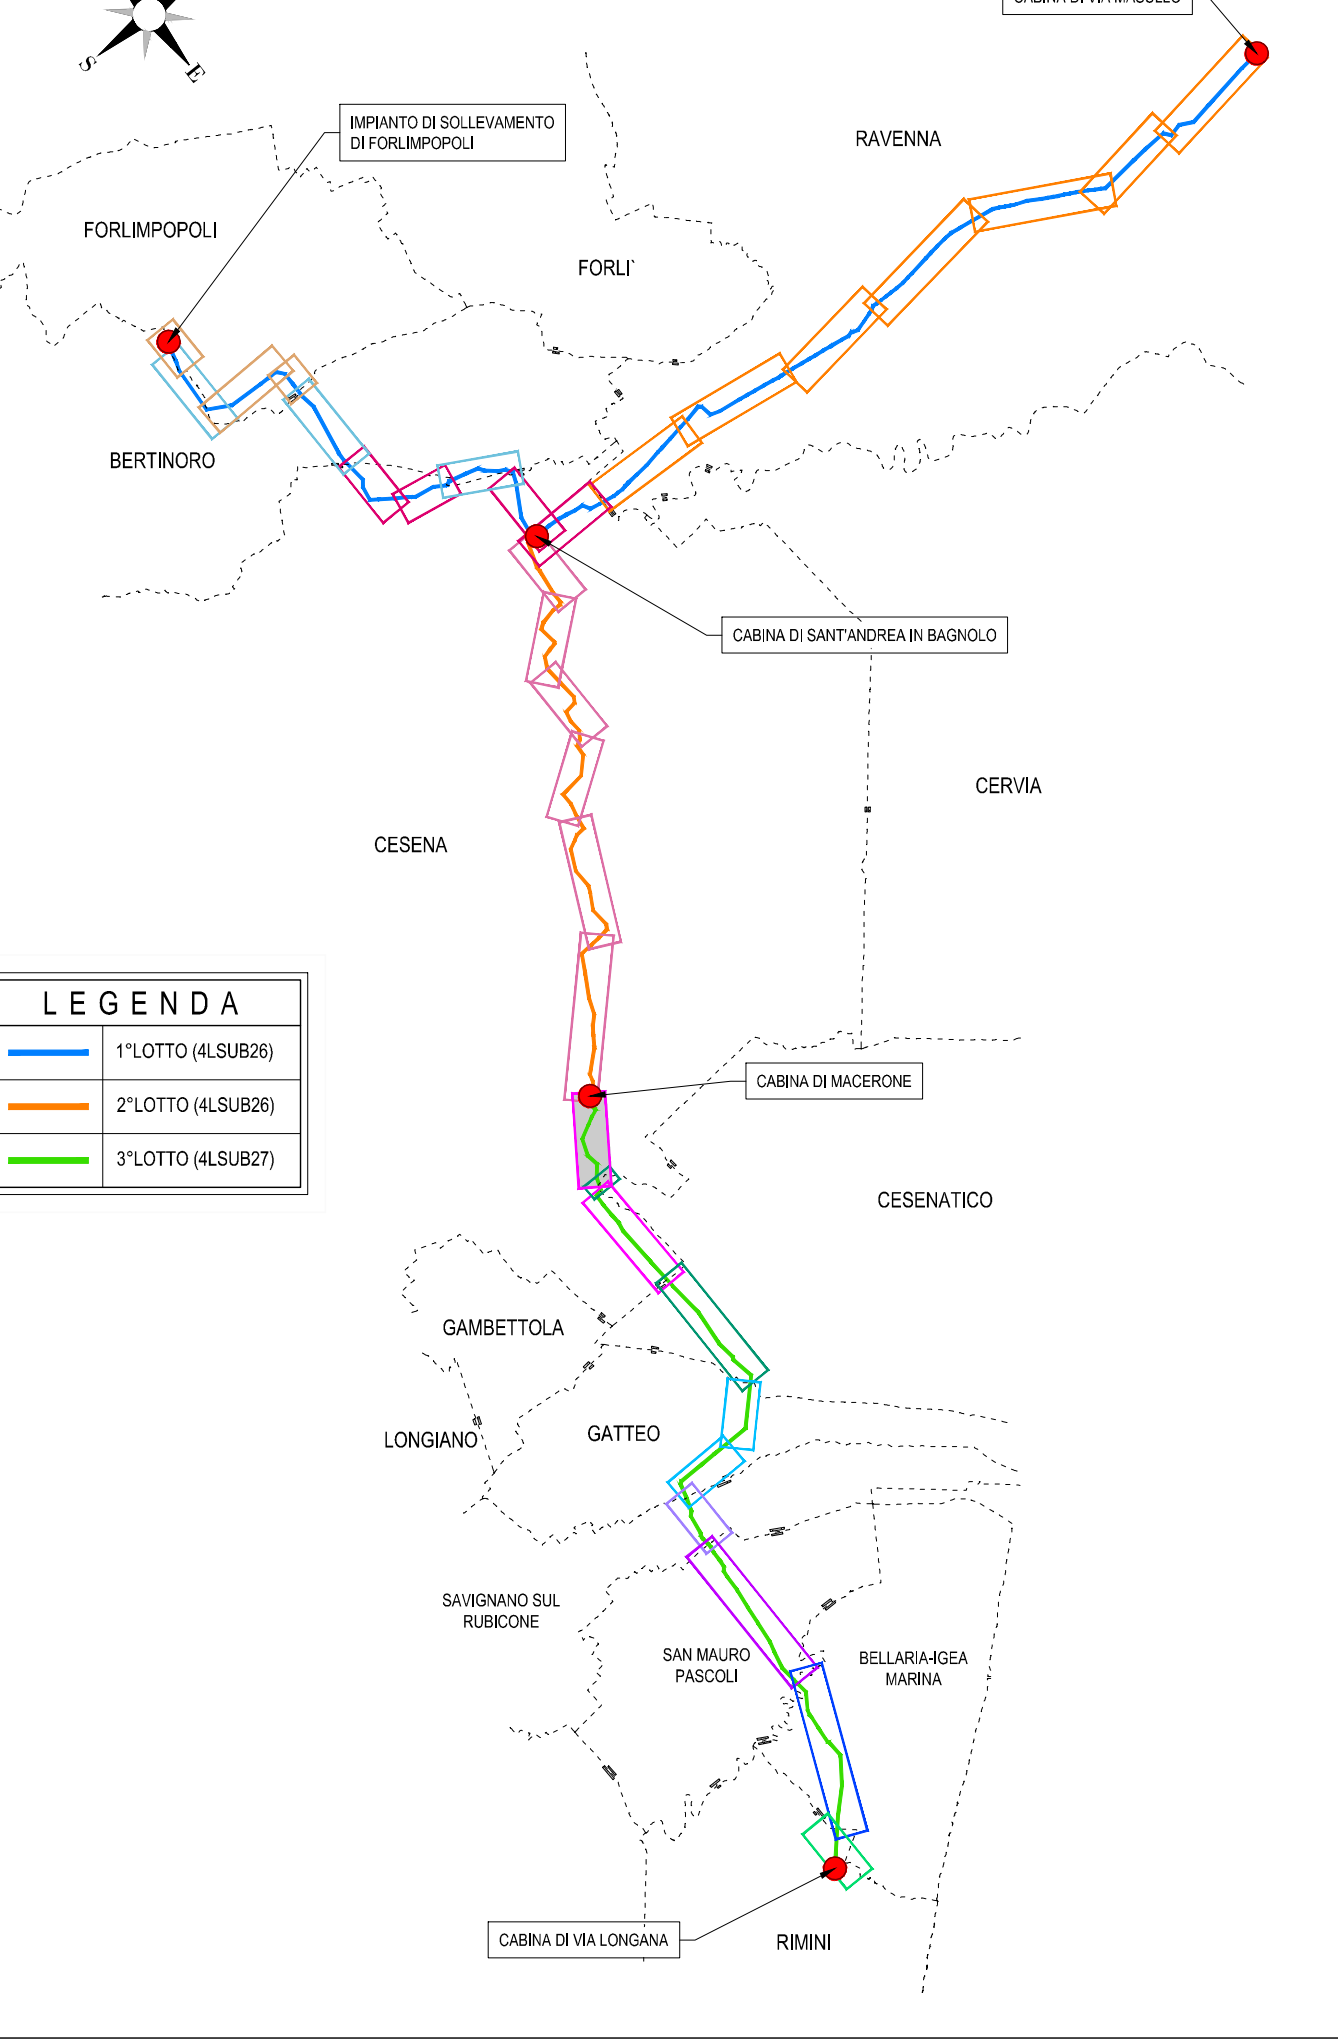 S
E
IMPIANTO DI SOLLEVAMENTO
DI FORLIMPOPOLI
RAVENNA
FORLIMPOPOLI
FORLI`
BERTINORO
CABINA DI SANT'ANDREA IN BAGNOLO
CERVIA
CESENA
LEGENDA
1°LOTTO (4LSUB26)
2°LOTTO (4LSUB26)
3°LOTTO (4LSUB27)
CABINA DI MACERONE
CESENATICO
GAMBETTOLA
LONGIANO
GATTEO
SAVIGNANO SUL
RUBICONE
SAN MAURO
PASCOLI
BELLARIA-IGEA
MARINA
CABINA DI VIA LONGANA
RIMINI